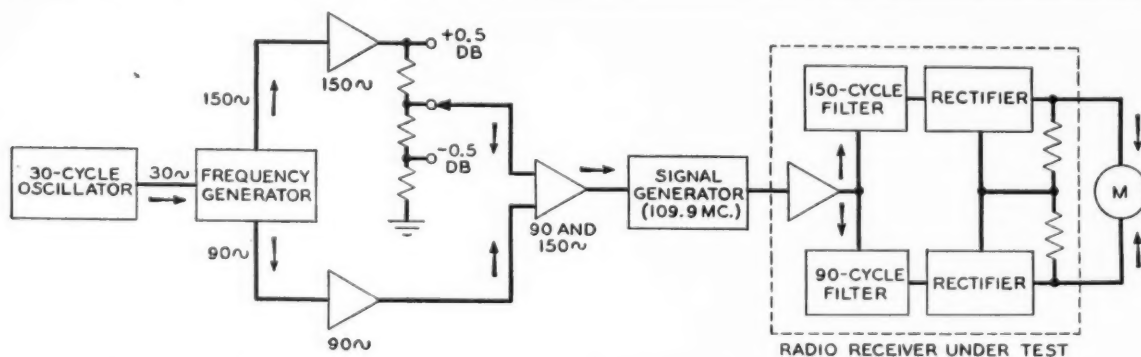 30-CYCLE
OSCILLATOR
30~
FREQUENCY
GENERATOR
150~
90~
150~
90~
+0.5
DB
-0.5
DB
90 AND
150~
SIGNAL
GENERATOR
(109.9 MC.)
150-CYCLE
FILTER
RECTIFIER
90-CYCLE
FILTER
RECTIFIER
M
RADIO RECEIVER UNDER TEST